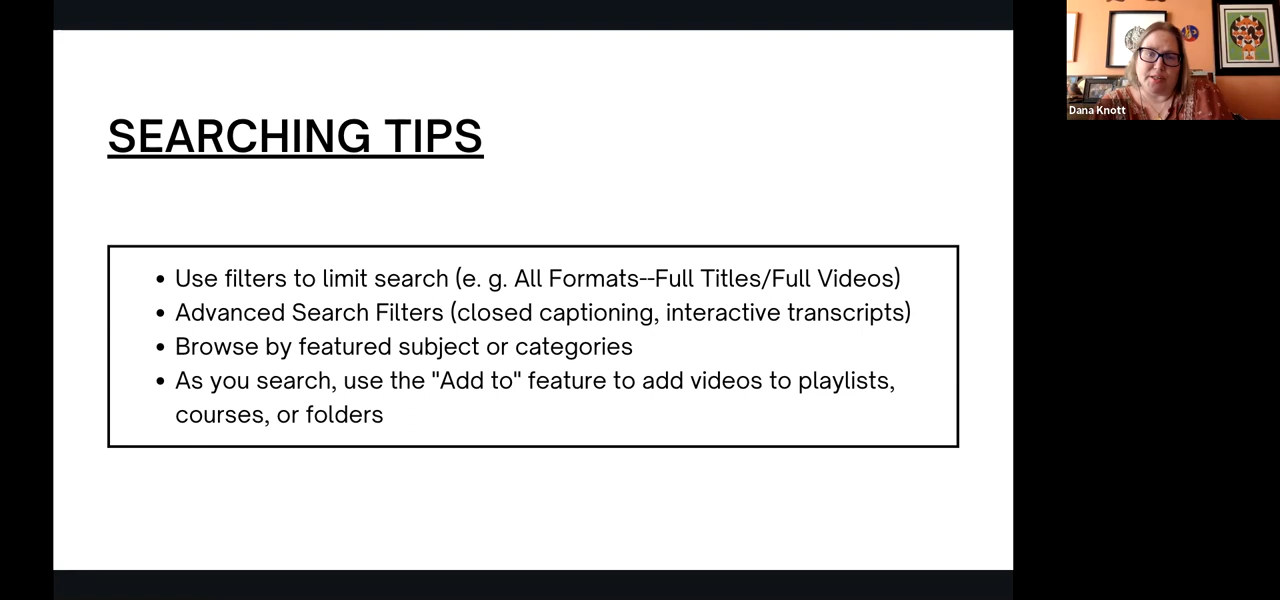 SEARCHING TIPS
• Use filters to limit search (e. g. All Formats--Full Titles/Full Videos)
• Advanced Search Filters (closed captioning, interactive transcripts)
• Browse by featured subject or categories
• As you search, use the "Add to" feature to add videos to playlists,
courses, or folders
Dana Knott